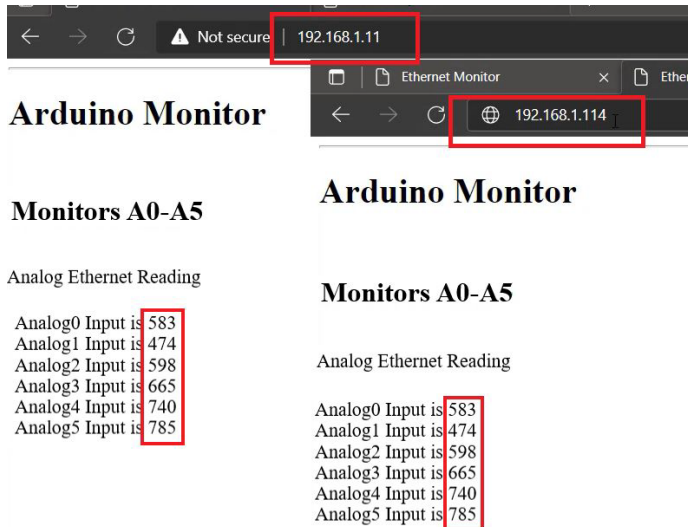 Not secure | 192.168.1.11
Arduino Monitor
Monitors A0-A5
Analog Ethernet Reading
Analog0 Input is 583
Analog1 Input is 474
Analog2 Input is 598
Analog3 Input is 665
Analog4 Input is 740
Analog5 Input is 785
Ethernet Monitor
192.168.1.114
Arduino Monitor
Monitors A0-A5
Analog Ethernet Reading
Analog0 Input is 583
Analog1 Input is 474
Analog2 Input is 598
Analog3 Input is 665
Analog4 Input is 740
Analog5 Input is 785